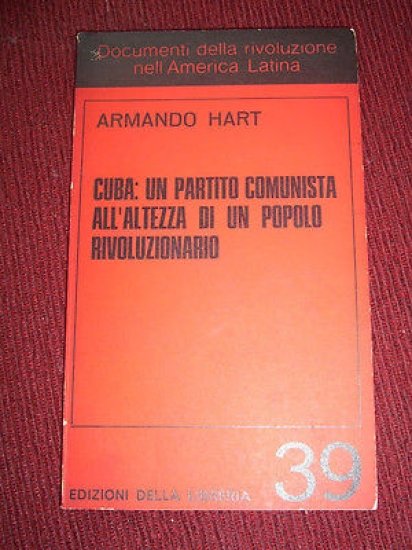 Documenti della rivoluzione
nell'America Latina
ARMANDO HART
CUBA: UN PARTITO COMUNISTA
ALL'ALTEZZA DI UN POPOLO
RIVOLUZIONARIO
39
EDIZIONI DELLA LIBRERIA